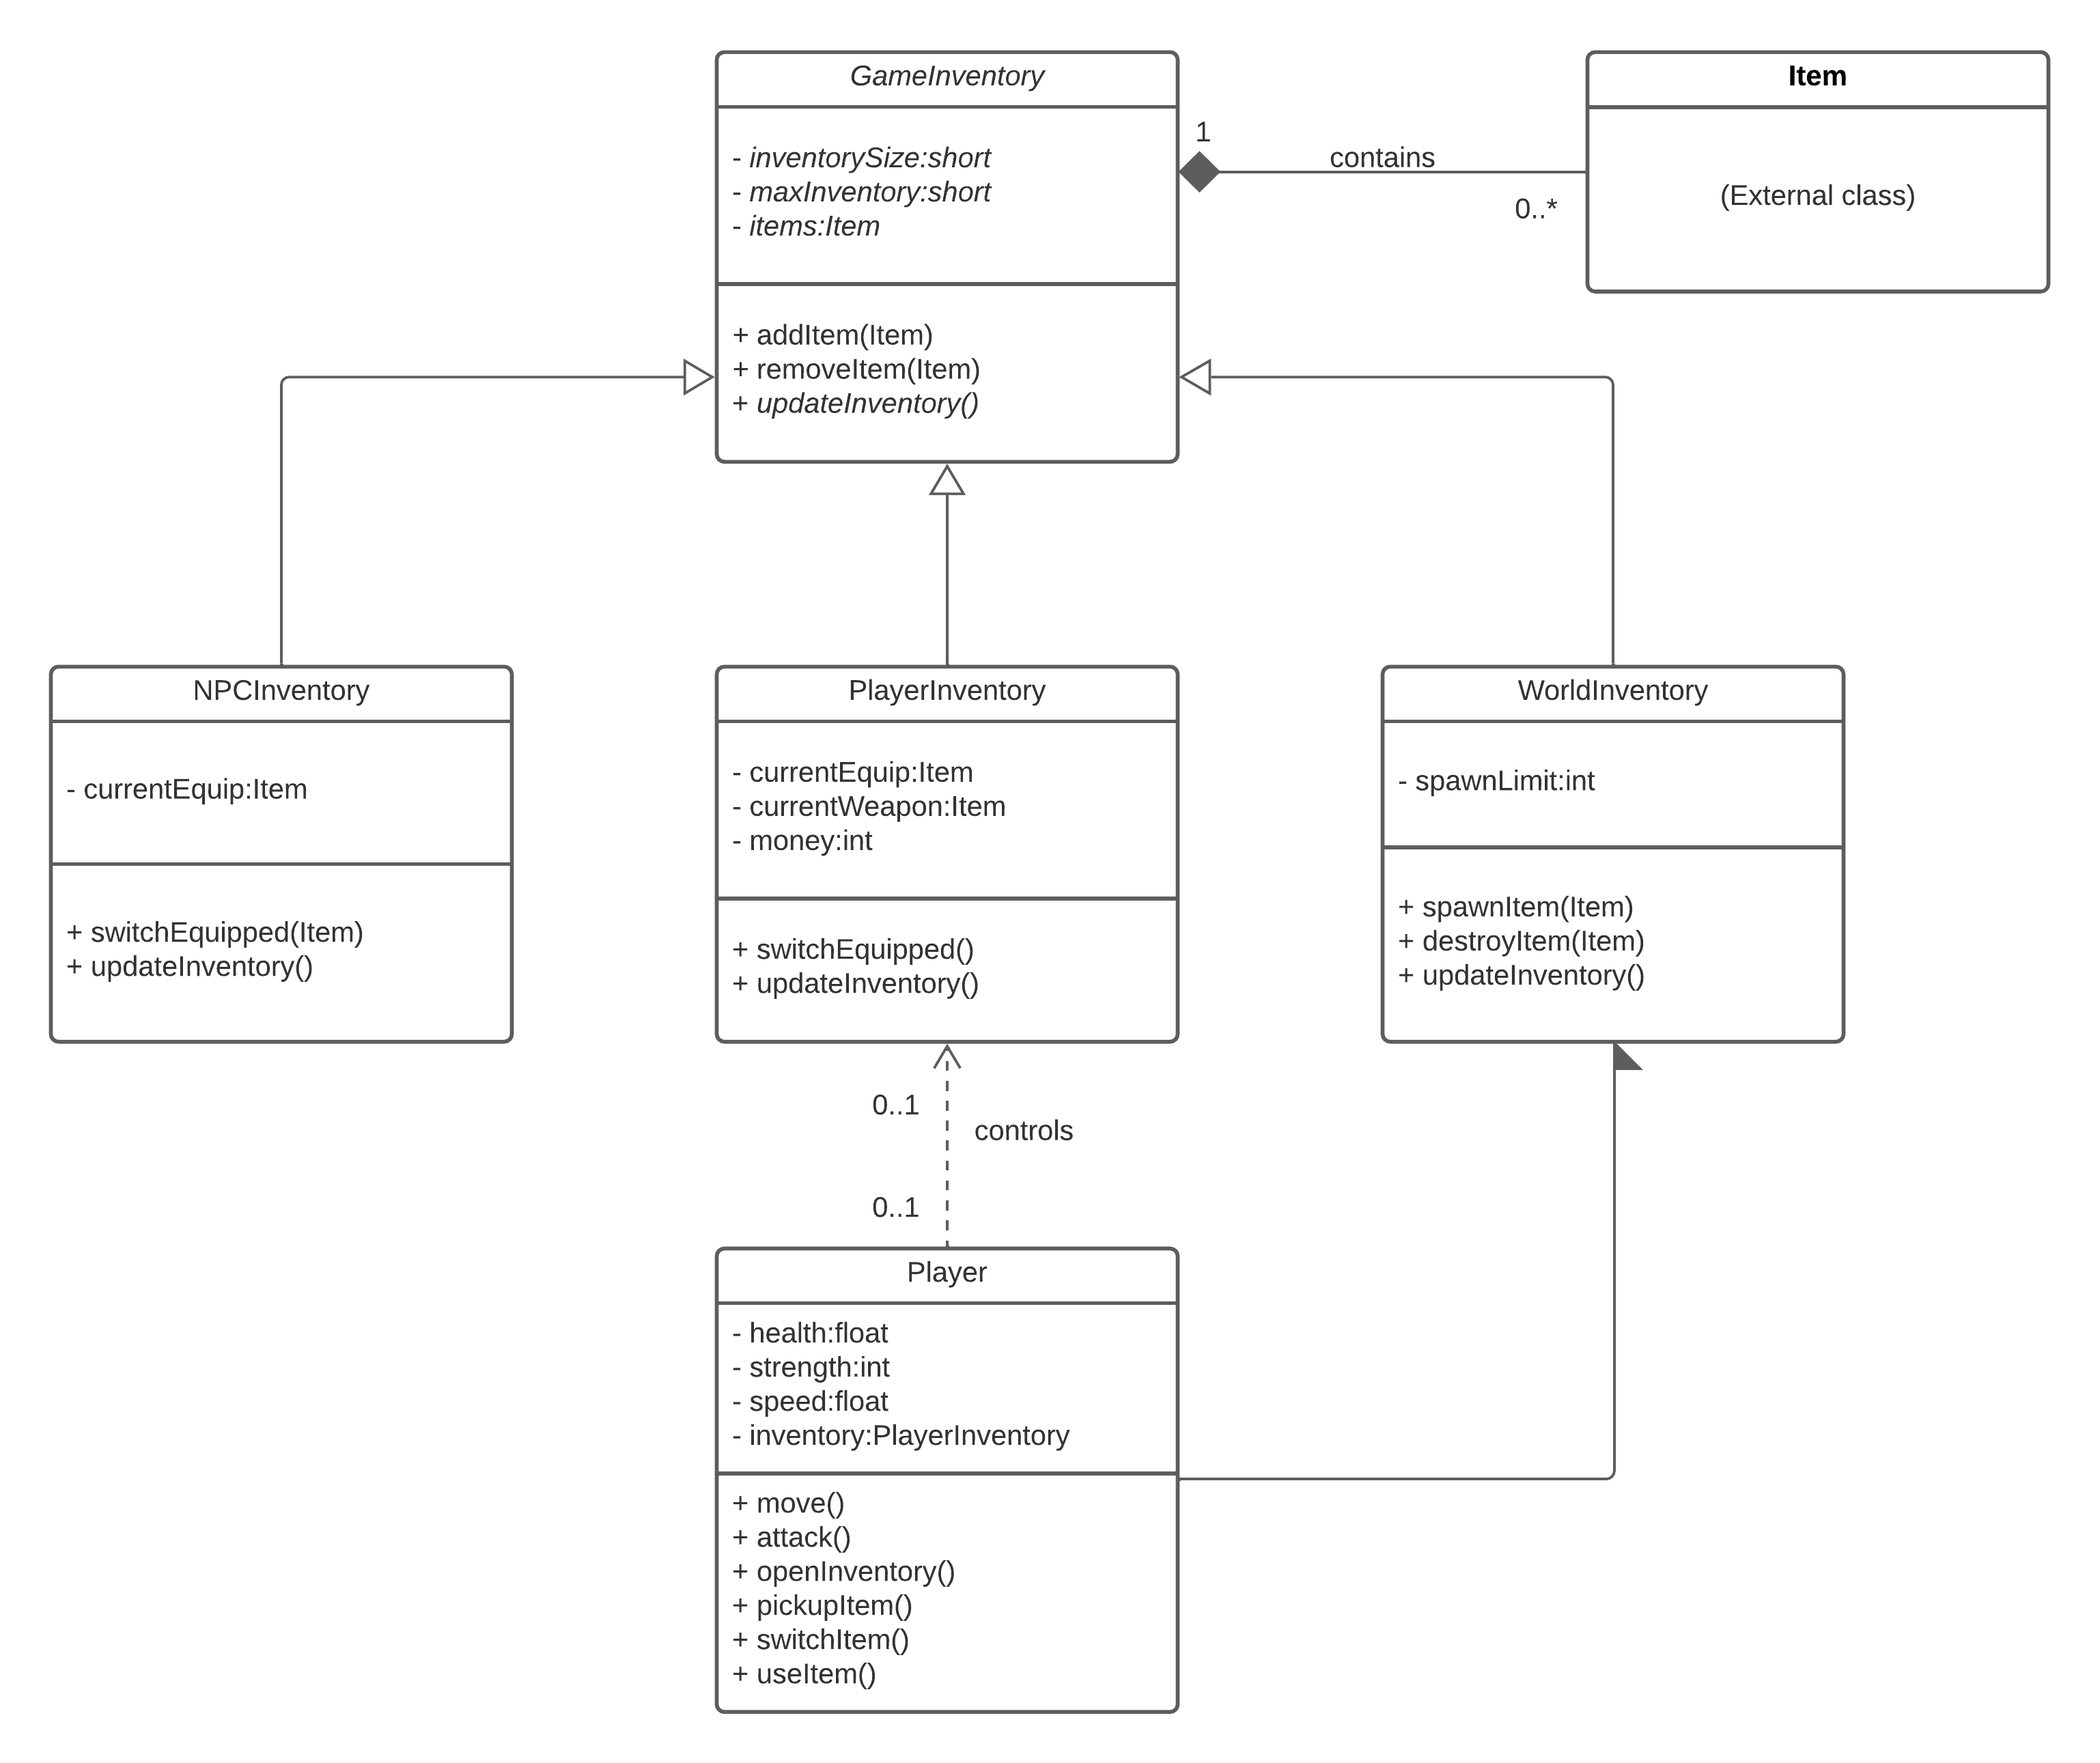 GameInventory
- inventorySize:short
- maxInventory:short
- items:Item
+ addItem(Item)
+ removeItem(Item)
+ updateInventory()
1
contains
0..*
Item
(External class)
NPCInventory
- currentEquip:Item
+ switchEquipped(Item)
+ updateInventory()
PlayerInventory
- currentEquip:Item
- currentWeapon:Item
- money:int
+ switchEquipped()
+ updateInventory()
WorldInventory
- spawnLimit:int
+ spawnItem(Item)
+ destroyItem(Item)
+ updateInventory()
0..1
controls
0..1
Player
- health:float
- strength:int
- speed:float
- inventory:PlayerInventory
+ move()
+ attack()
+ openInventory()
+ pickupItem()
+ switchItem()
+ useItem()